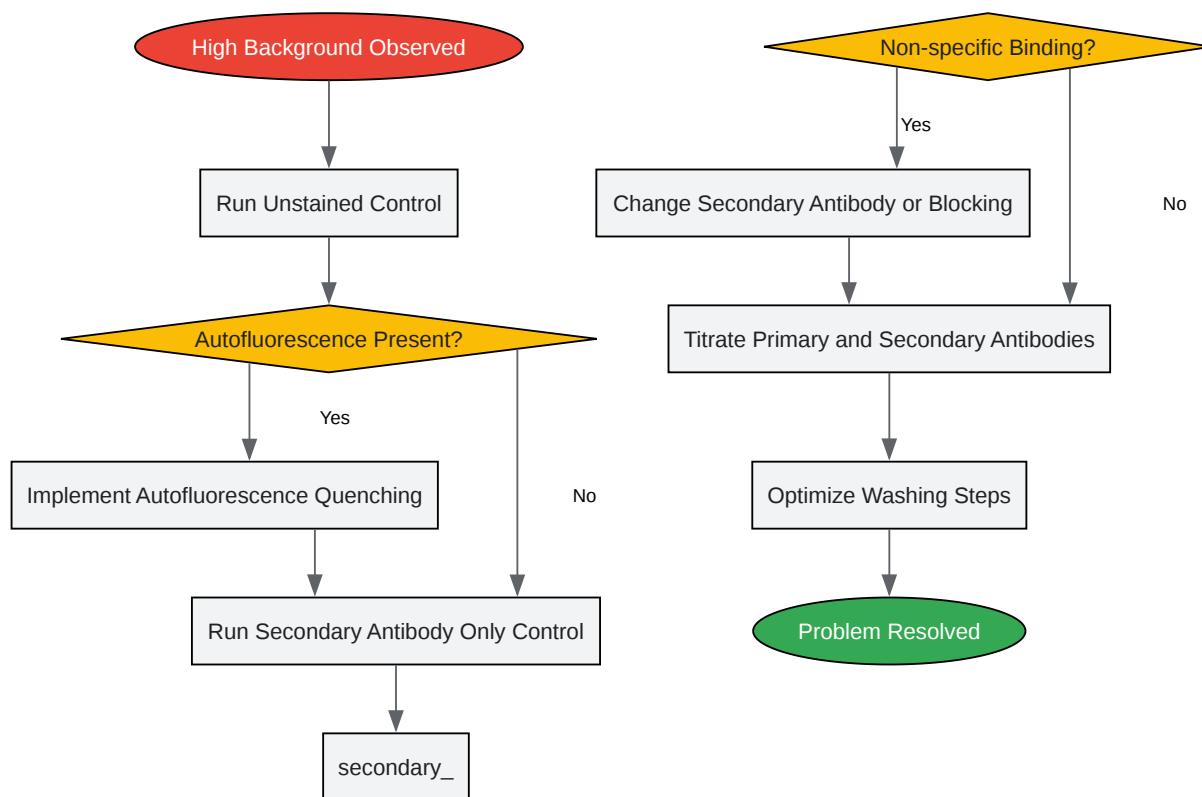 High Background Observed
Run Unstained Control
Autofluorescence Present?
Yes
Implement Autofluorescence Quenching
No
Run Secondary Antibody Only Control
secondary_
Non-specific Binding?
Yes
Change Secondary Antibody or Blocking
No
Titrate Primary and Secondary Antibodies
Optimize Washing Steps
Problem Resolved